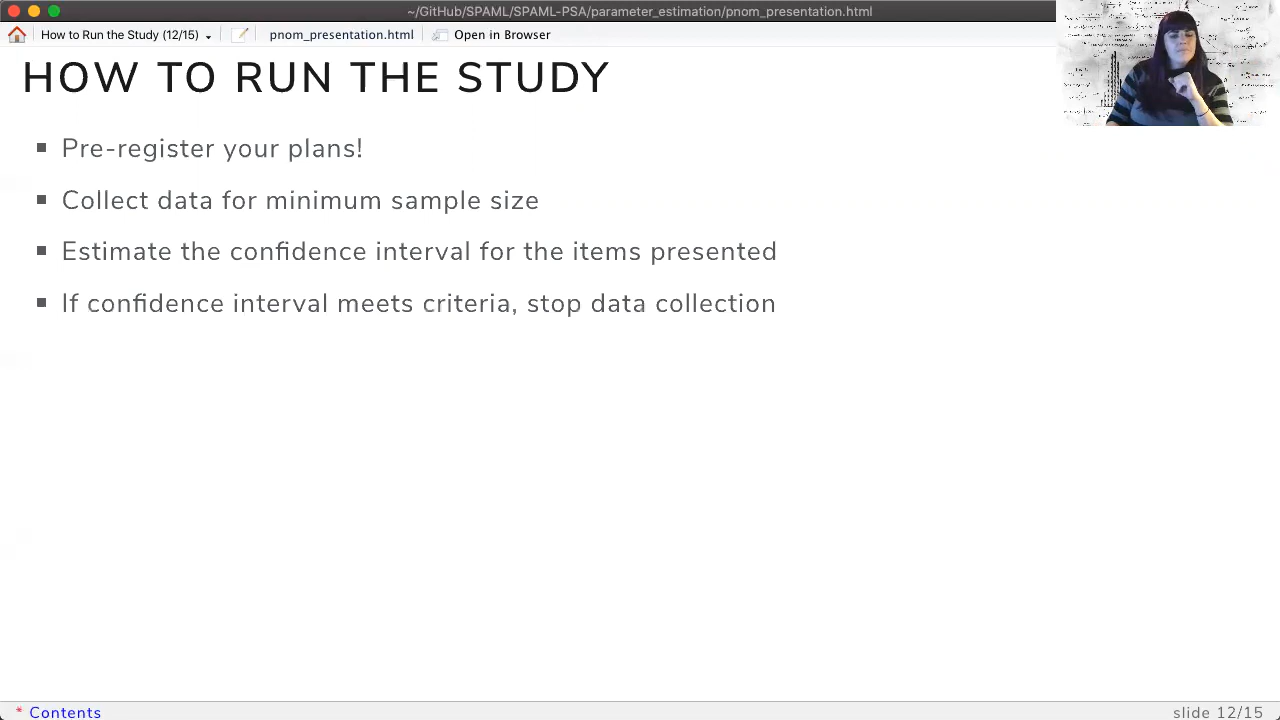 ~/GitHub/SPAML/SPAML-PSA/parameter_estimation/pnom_presentation.html
How to Run the Study (12/15)
pnom_presentation.html
Open in Browser
HOW TO RUN THE STUDY
Pre-register your plans!
Collect data for minimum sample size
Estimate the confidence interval for the items presented
If confidence interval meets criteria, stop data collection
* Contents
slide 12/15